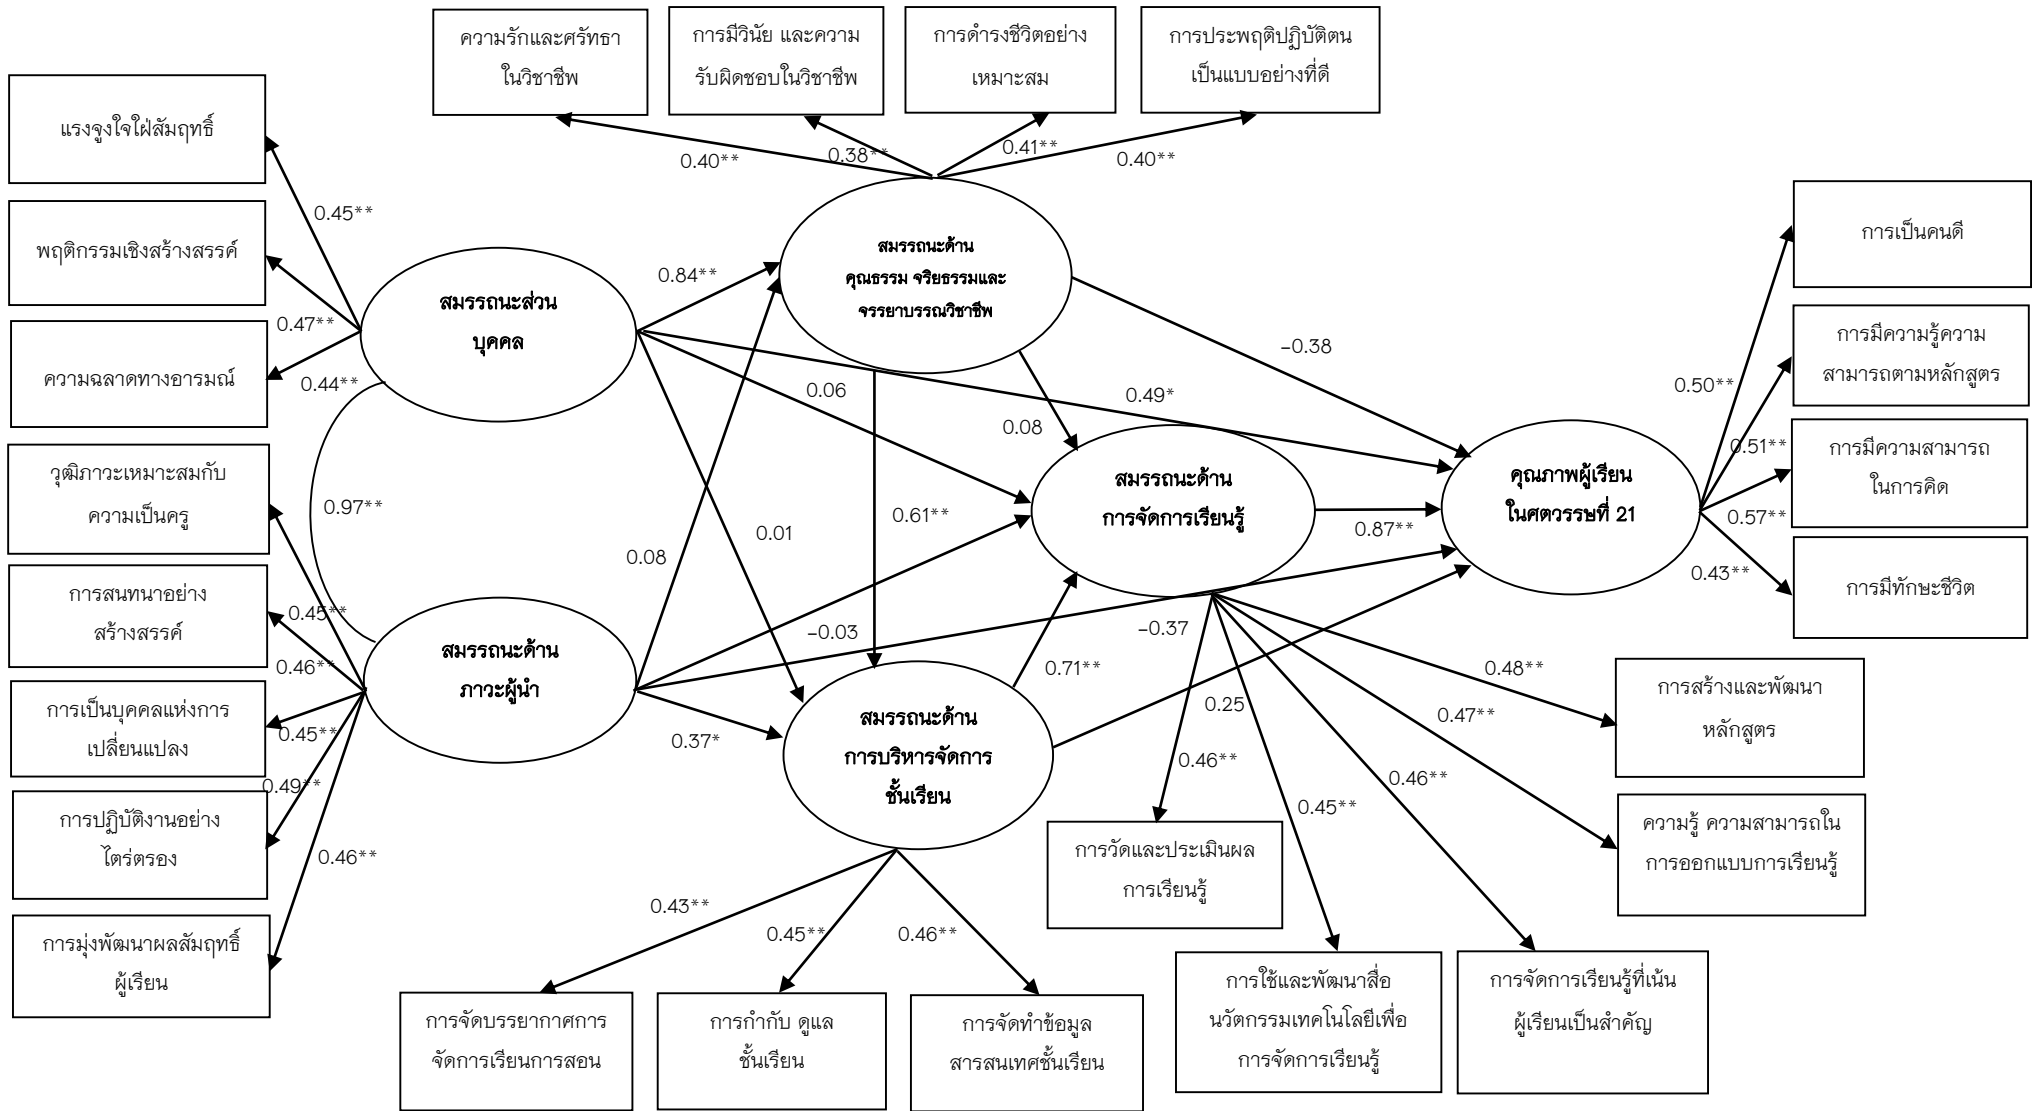 ความรักและศรัทธา
ในวิชาชีพ
การมีวินัย และความ
รับผิดชอบในวิชาชีพ
การดำรงชีวิตอย่าง
เหมาะสม
การประพฤติปฏิบัติตน
เป็นแบบอย่างที่ดี
0.40**
0.38**
0.41**
0.40**
แรงจูงใจใฝ่สัมฤทธิ์
พฤติกรรมเชิงสร้างสรรค์
ความฉลาดทางอารมณ์
0.45**
0.47**
0.44**
สมรรถนะส่วน
บุคคล
สมรรถนะด้าน
คุณธรรม จริยธรรมและ
จรรยาบรรณวิชาชีพ
0.84**
0.06
0.49*
0.01
-0.38
0.08
0.97**
0.08
0.61**
-0.03
วุฒิภาวะเหมาะสมกับ
ความเป็นครู
การสนทนาอย่าง
สร้างสรรค์
การเป็นบุคคลแห่งการ
เปลี่ยนแปลง
การปฏิบัติงานอย่าง
ไตร่ตรอง
การมุ่งพัฒนาผลสัมฤทธิ์
ผู้เรียน
0.45**
0.46**
0.45**
0.49**
0.46**
สมรรถนะด้าน
ภาวะผู้นำ
0.37*
สมรรถนะด้าน
การจัดการเรียนรู้
0.87**
-0.37
0.71**
0.25
สมรรถนะด้าน
การบริหารจัดการ
ชั้นเรียน
คุณภาพผู้เรียน
ในศตวรรษที่ 21
0.50**
0.51**
0.57**
0.43**
การเป็นคนดี
การมีความรู้ความ
สามารถตามหลักสูตร
การมีความสามารถ
ในการคิด
การมีทักษะชีวิต
0.48**
0.47**
0.46**
0.45**
0.46**
การสร้างและพัฒนา
หลักสูตร
ความรู้ ความสามารถใน
การออกแบบการเรียนรู้
การวัดและประเมินผล
การเรียนรู้
การใช้และพัฒนาสื่อ
นวัตกรรมเทคโนโลยีเพื่อ
การจัดการเรียนรู้
การจัดการเรียนรู้ที่เน้น
ผู้เรียนเป็นสำคัญ
0.43**
0.45**
0.46**
การจัดบรรยากาศการ
จัดการเรียนการสอน
การกำกับ ดูแล
ชั้นเรียน
การจัดทำข้อมูล
สารสนเทศชั้นเรียน